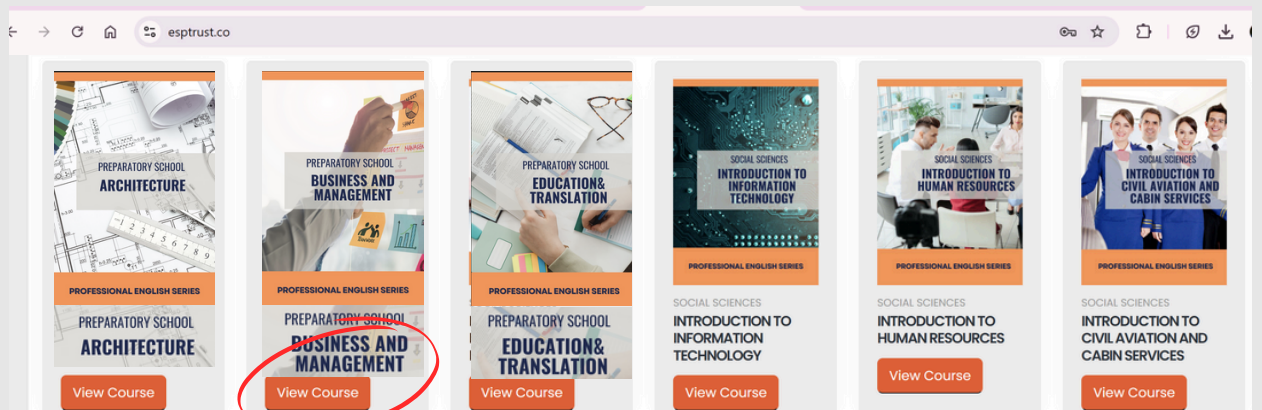 esptrust.co
PREPARATORY SCHOOL
ARCHITECTURE
PROFESSIONAL ENGLISH SERIES
PREPARATORY SCHOOL
ARCHITECTURE
View Course
PREPARATORY SCHOOL
BUSINESS AND
MANAGEMENT
PROFESSIONAL ENGLISH SERIES
PREPARATORY SCHOOL
BUSINESS AND
MANAGEMENT
View Course
PREPARATORY SCHOOL
EDUCATION&
TRANSLATION
PROFESSIONAL ENGLISH SERIES
PREPARATORY SCHOOL
EDUCATION&
TRANSLATION
View Course
SOCIAL SCIENCES
INTRODUCTION TO
INFORMATION
TECHNOLOGY
PROFESSIONAL ENGLISH SERIES
SOCIAL SCIENCES
INTRODUCTION TO
INFORMATION
TECHNOLOGY
View Course
SOCIAL SCIENCES
INTRODUCTION TO
HUMAN RESOURCES
PROFESSIONAL ENGLISH SERIES
SOCIAL SCIENCES
INTRODUCTION TO
HUMAN RESOURCES
View Course
SOCIAL SCIENCES
INTRODUCTION TO
CIVIL AVIATION AND
CABIN SERVICES
PROFESSIONAL ENGLISH SERIES
SOCIAL SCIENCES
INTRODUCTION TO
CIVIL AVIATION AND
CABIN SERVICES
View Course